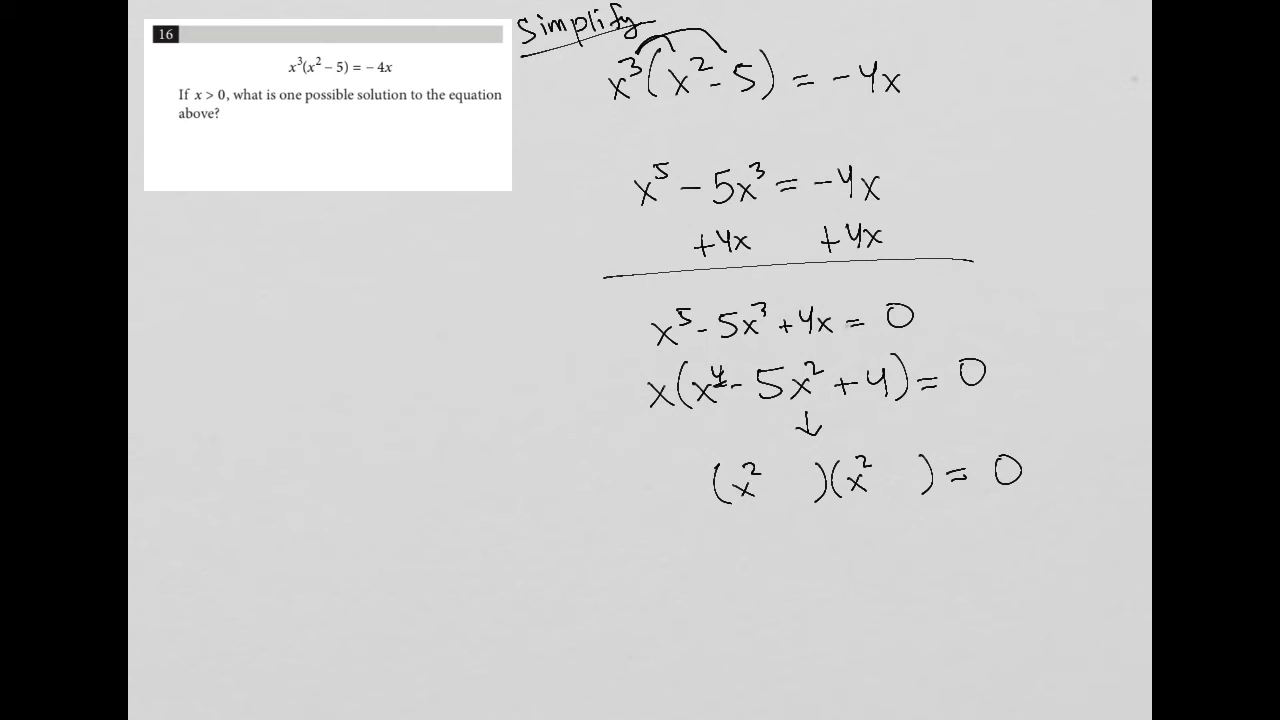 16
x³(x² – 5) = – 4x
If x > 0, what is one possible solution to the equation
above?
Simplify
x³(x² - 5) = -4x
x⁵ - 5x³ = -4x
+4x +4x
x⁵ - 5x³ + 4x = 0
x(x⁴ - 5x² + 4) = 0
↓
(x² )(x² ) = 0